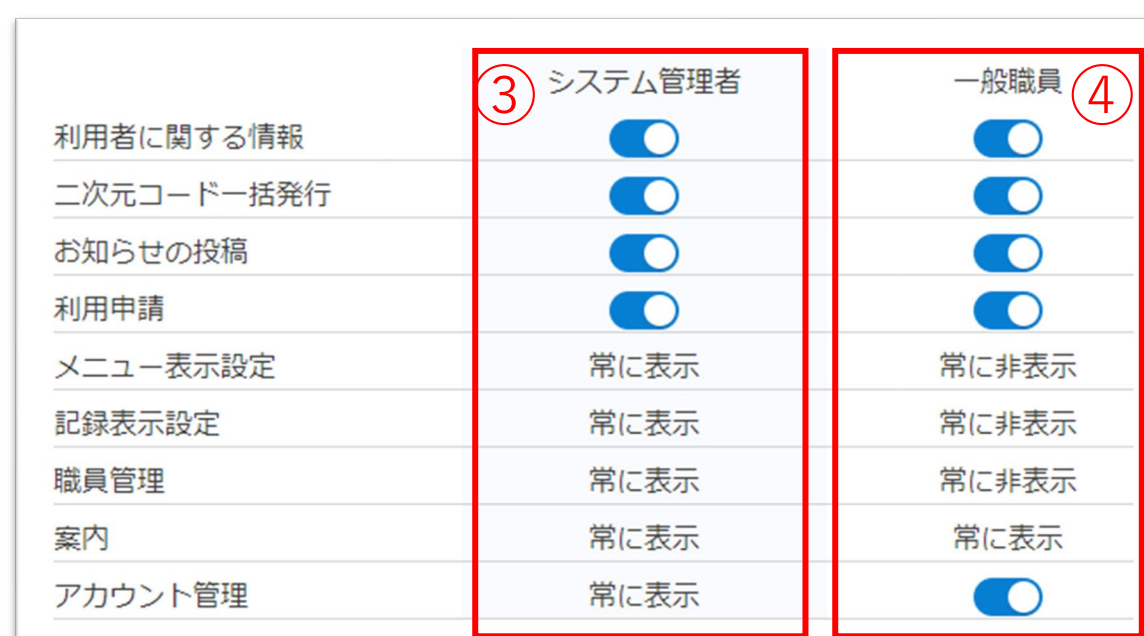 ③ システム管理者 一般職員 ④
利用者に関する情報
二次元コード一括発行
お知らせの投稿
利用申請
メニュー表示設定 常に表示 常に非表示
記録表示設定 常に表示 常に非表示
職員管理 常に表示 常に非表示
案内 常に表示 常に表示
アカウント管理 常に表示